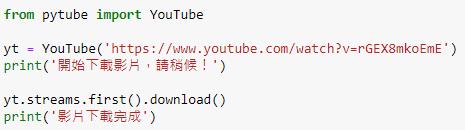 from pytube import YouTube
yt = YouTube('https://www.youtube.com/watch?v=rGEX8mkoEmE')
print('開始下載影片，請稍候！')
yt.streams.first().download()
print('影片下載完成')